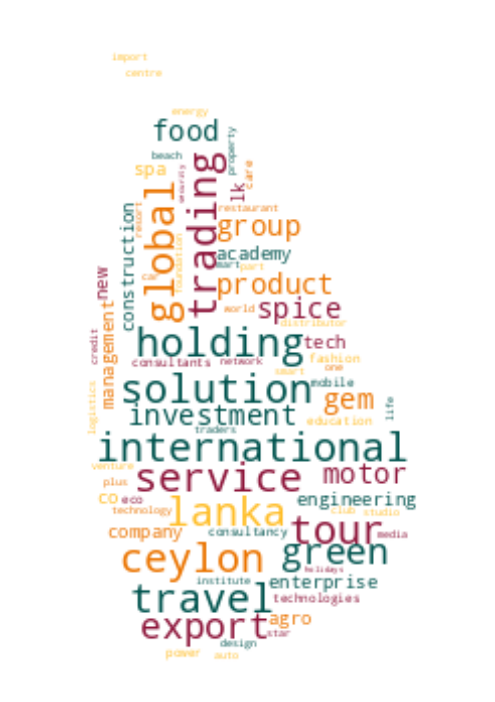 import
centre
energy
food
beach
property
spa
security
care
trading
lk
global
resort
restaurant
construction
group
foundation
academy
mart
part
car
product
new
world
spice
distributor
management
credit
holding
tech
consultants
network
fashion
one
smart
solution
mobile
gem
logistics
investment
life
education
traders
international
venture
service
motor
plus
co
eco
engineering
technology
lanka
club
studio
company
consultancy
tour
media
ceylon
green
holidays
institute
enterprise
travel
technologies
export
agro
star
design
power
auto